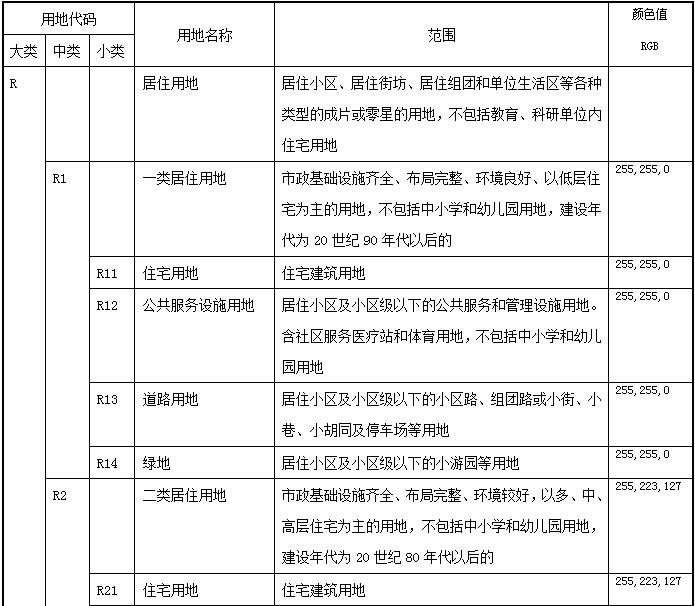 用地代码 用地名称 范围 颜色值
大类 中类 小类 RGB
R 居住用地 居住小区、居住街坊、居住组团和单位生活区等各种
类型的成片或零星的用地，不包括教育、科研单位内
住宅用地
R1 一类居住用地 市政基础设施齐全、布局完整、环境良好、以低层住 255,255,0
宅为主的用地，不包括中小学和幼儿园用地，建设年
代为 20 世纪 90 年代以后的
R11 住宅用地 住宅建筑用地 255,255,0
R12 公共服务设施用地 居住小区及小区级以下的公共服务和管理设施用地。 255,255,0
含社区服务医疗站和体育用地，不包括中小学和幼儿
园用地
R13 道路用地 居住小区及小区级以下的小区路、组团路或小街、小 255,255,0
巷、小胡同及停车场等用地
R14 绿地 居住小区及小区级以下的小游园等用地 255,255,0
R2 二类居住用地 市政基础设施齐全、布局完整、环境较好，以多、中、 255,223,127
高层住宅为主的用地，不包括中小学和幼儿园用地，
建设年代为 20 世纪 80 年代以后的
R21 住宅用地 住宅建筑用地 255,223,127